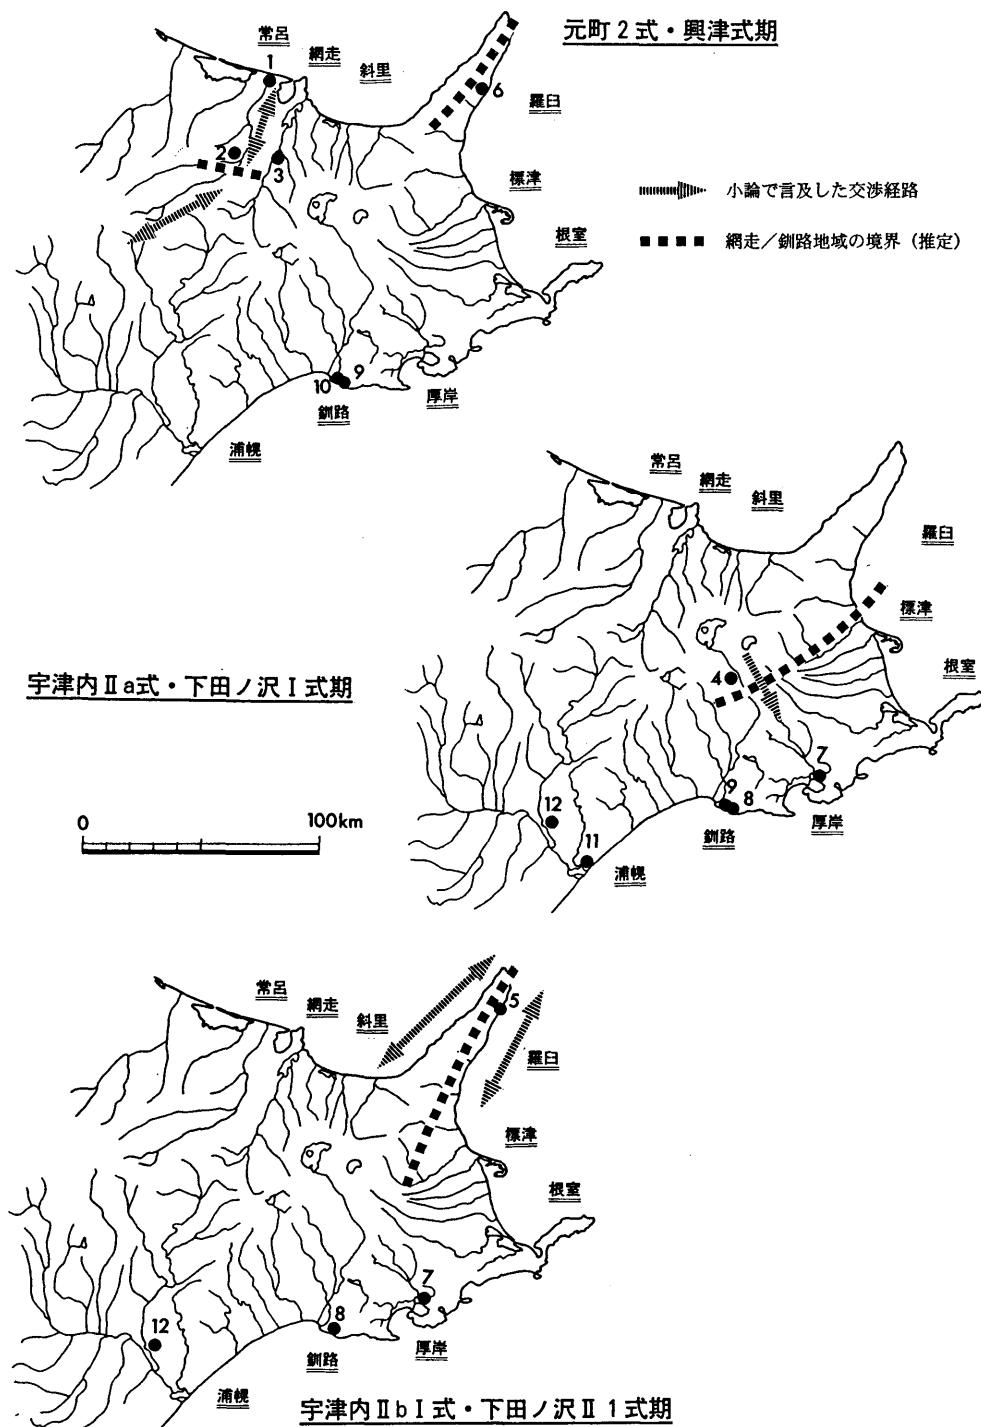 元町2式・興津式期
常呂
網走
斜里
羅臼
標津
根室
厚岸
釧路
浦幌
1
2
3
6
10
9
小論で言及した交渉経路
網走/釧路地域の境界(推定)
宇津内Ⅱa式・下田ノ沢Ⅰ式期
常呂
網走
斜里
羅臼
標津
根室
厚岸
釧路
浦幌
4
7
9
8
12
11
0
100km
常呂
網走
斜里
羅臼
標津
根室
厚岸
釧路
浦幌
5
7
8
12
宇津内ⅡbⅠ式・下田ノ沢Ⅱ1式期